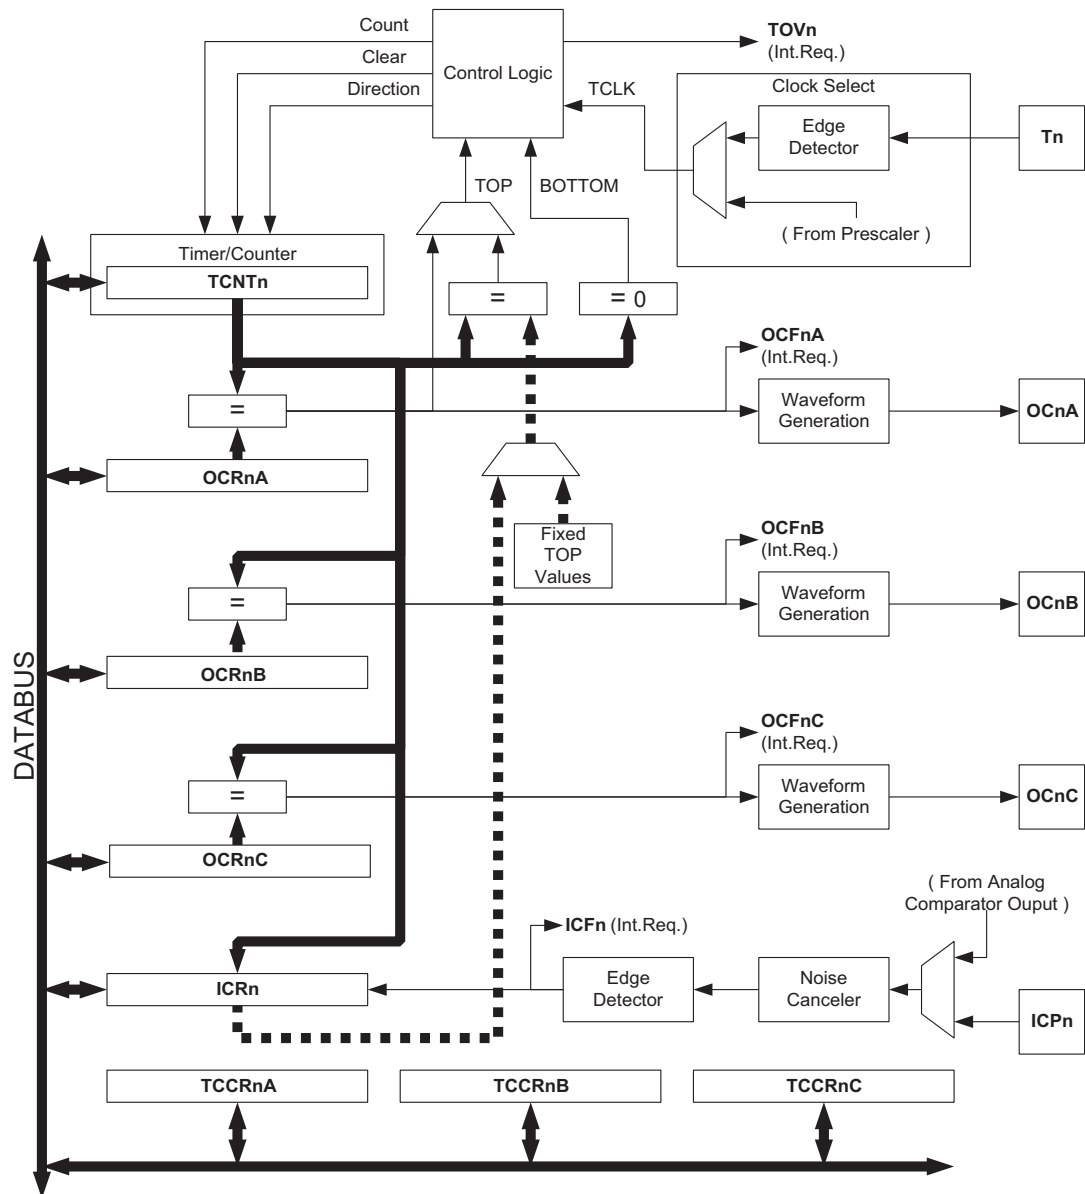 Count
Clear
Direction
Control Logic
TOVn
(Int.Req.)
TCLK
Clock Select
Edge
Detector
Tn
( From Prescaler )
TOP
BOTTOM
Timer/Counter
TCNTn
=
= 0
OCFnA
(Int.Req.)
=
Waveform
Generation
OCnA
OCRnA
Fixed
TOP
Values
OCFnB
(Int.Req.)
=
Waveform
Generation
OCnB
OCRnB
DATABUS
OCFnC
(Int.Req.)
=
Waveform
Generation
OCnC
OCRnC
( From Analog
Comparator Ouput )
ICFn (Int.Req.)
ICRn
Edge
Detector
Noise
Canceler
ICPn
TCCRnA
TCCRnB
TCCRnC